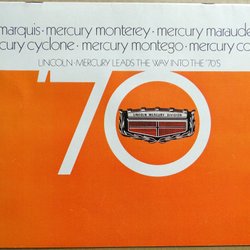 marquis · mercury monterey · mercury maraude
cury cyclone · mercury montego · mercury co
LINCOLN-MERCURY LEADS THE WAY INTO THE '70'S
'70
LINCOLN MERCURY DIVISION